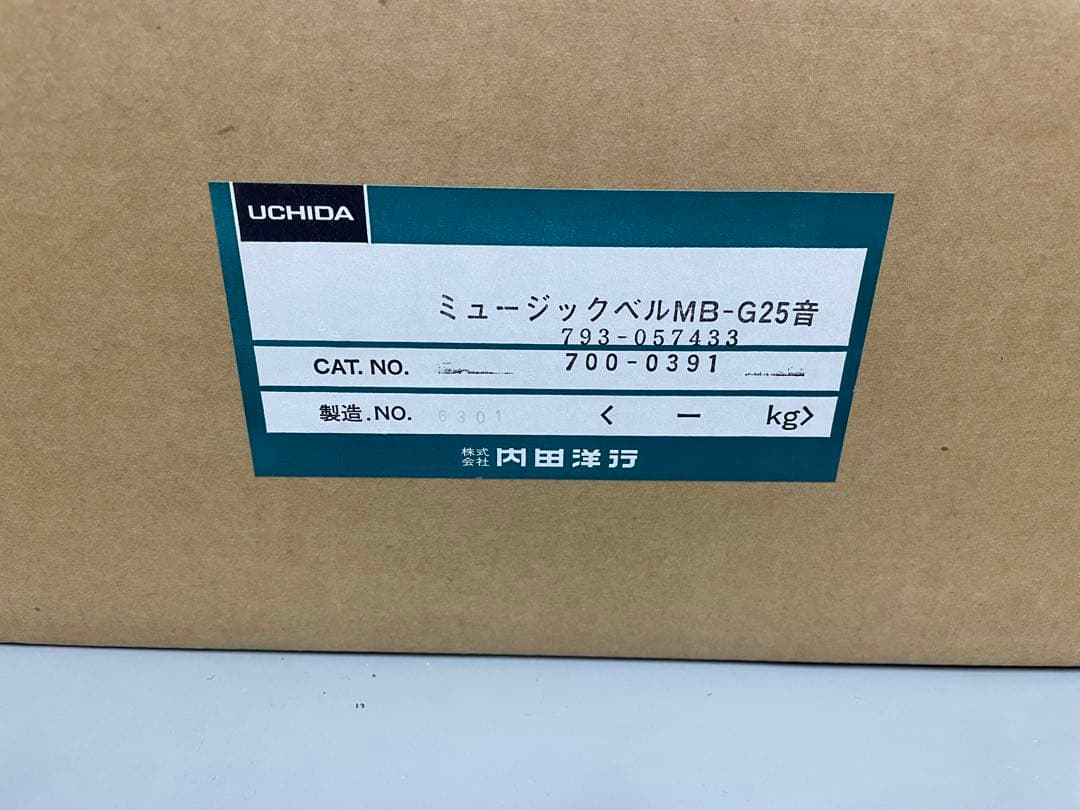 UCHIDA
ミュージックベルMB-G25音
793-057433
CAT. NO. 700-0391
製造.NO. 6301 < ー kg>
株式会社 内田洋行